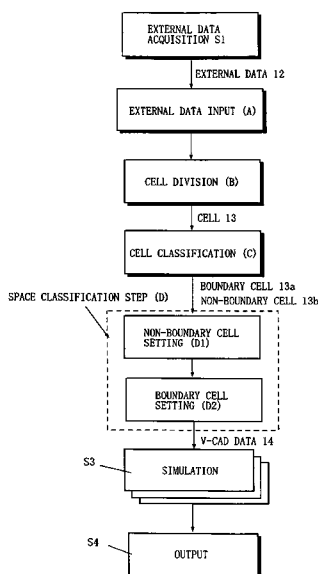 EXTERNAL DATA
ACQUISITION S1
EXTERNAL DATA 12
EXTERNAL DATA INPUT (A)
CELL DIVISION (B)
CELL 13
CELL CLASSIFICATION (C)
BOUNDARY CELL 13a
NON-BOUNDARY CELL 13b
SPACE CLASSIFICATION STEP (D)
NON-BOUNDARY CELL
SETTING (D1)
BOUNDARY CELL
SETTING (D2)
V-CAD DATA 14
S3
SIMULATION
S4
OUTPUT